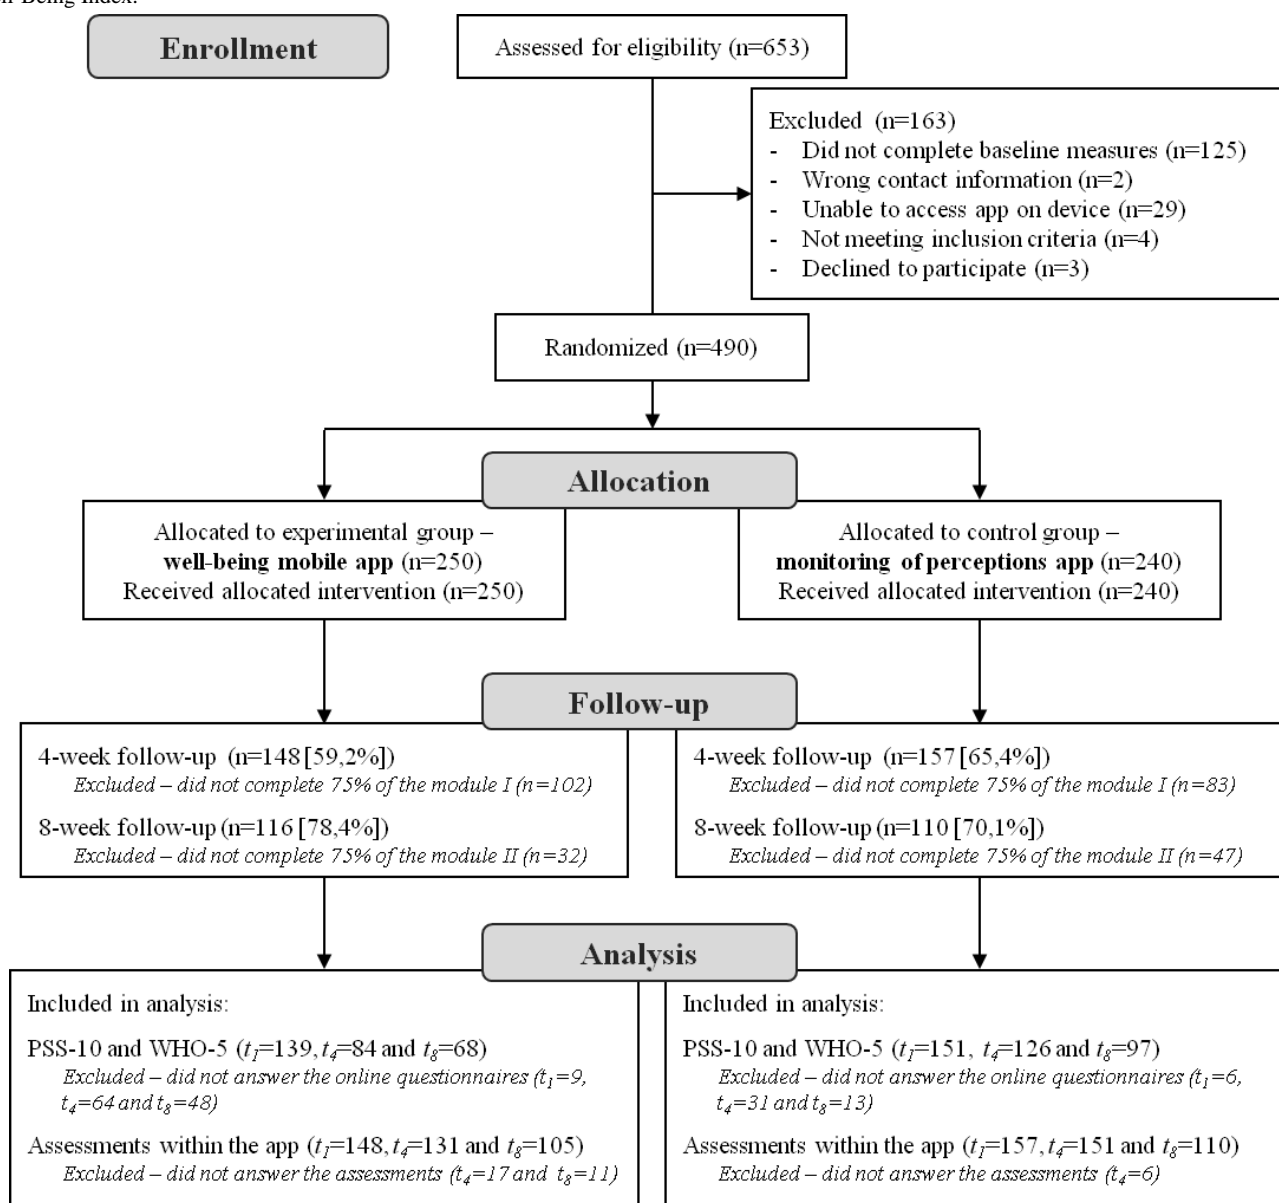 Enrollment
Assessed for eligibility (n=653)
Excluded (n=163)
- Did not complete baseline measures (n=125)
- Wrong contact information (n=2)
- Unable to access app on device (n=29)
- Not meeting inclusion criteria (n=4)
- Declined to participate (n=3)
Randomized (n=490)
Allocation
Allocated to experimental group –
well-being mobile app (n=250)
Received allocated intervention (n=250)
Allocated to control group –
monitoring of perceptions app (n=240)
Received allocated intervention (n=240)
Follow-up
4-week follow-up (n=148 [59,2%])
Excluded – did not complete 75% of the module I (n=102)
8-week follow-up (n=116 [78,4%])
Excluded – did not complete 75% of the module II (n=32)
4-week follow-up (n=157 [65,4%])
Excluded – did not complete 75% of the module I (n=83)
8-week follow-up (n=110 [70,1%])
Excluded – did not complete 75% of the module II (n=47)
Analysis
Included in analysis:
PSS-10 and WHO-5 (t1=139, t4=84 and t8=68)
Excluded – did not answer the online questionnaires (t1=9,
t4=64 and t8=48)
Assessments within the app (t1=148, t4=131 and t8=105)
Excluded – did not answer the assessments (t4=17 and t8=11)
Included in analysis:
PSS-10 and WHO-5 (t1=151, t4=126 and t8=97)
Excluded – did not answer the online questionnaires (t1=6,
t4=31 and t8=13)
Assessments within the app (t1=157, t4=151 and t8=110)
Excluded – did not answer the assessments (t4=6)